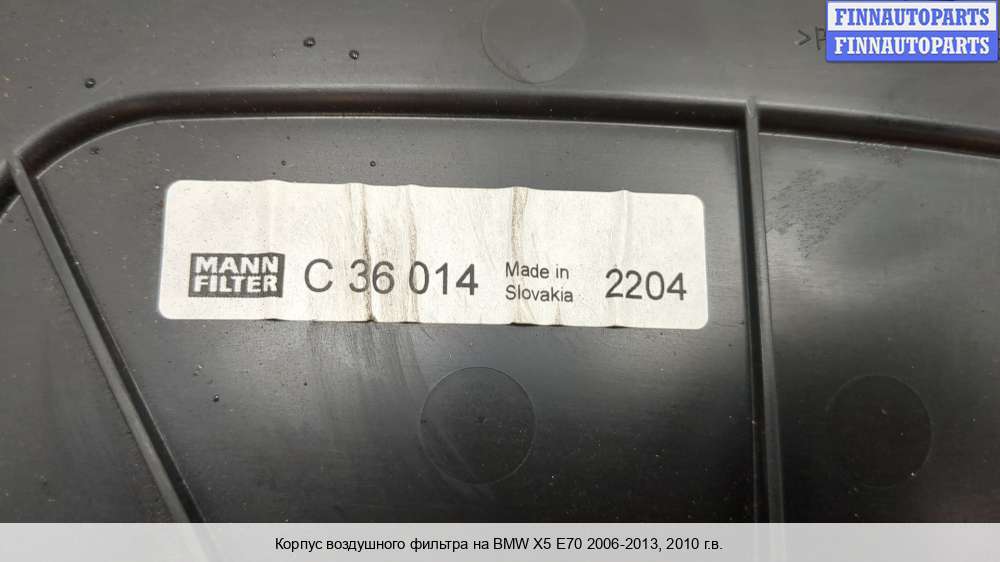 FINNAUTOPARTS
FINNAUTOPARTS
MANN
FILTER
C 36 014
Made in
Slovakia
2204
Корпус воздушного фильтра на BMW X5 E70 2006-2013, 2010 г.в.